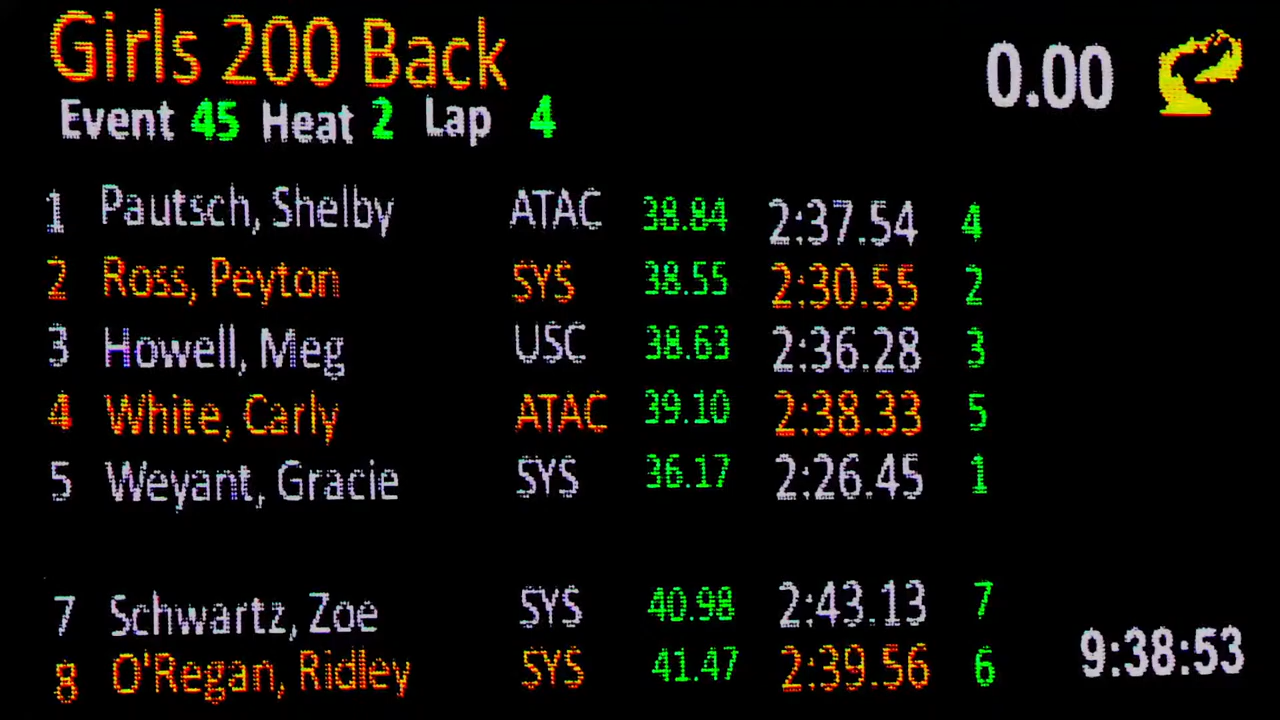 Girls 200 Back
0.00
Event 45 Heat 2 Lap 4
1 Pautsch, Shelby ATAC 38.84 2:37.54 4
2 Ross, Peyton SYS 38.55 2:30.55 2
3 Howell, Meg USC 38.63 2:36.28 3
4 White, Carly ATAC 39.10 2:38.33 5
5 Weyant, Gracie SYS 36.17 2:26.45 1
7 Schwartz, Zoe SYS 40.98 2:43.13 7
8 O'Regan, Ridley SYS 41.47 2:39.56 6
9:38:53